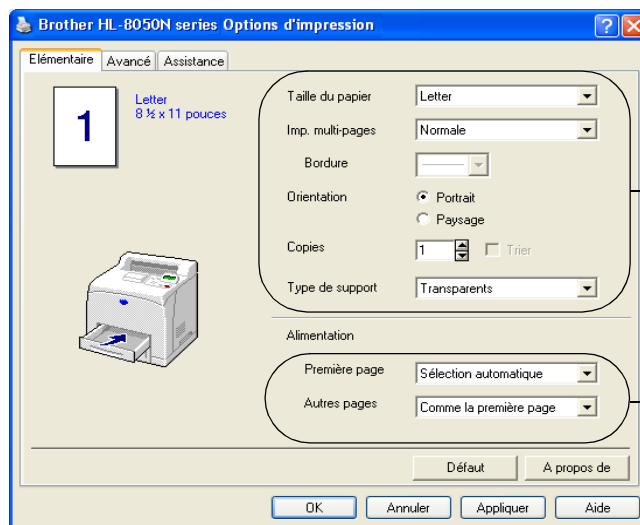 Brother HL-8050N series Options d'impression
Elémentaire Avancé Assistance
1
Letter
8 ½ x 11 pouces
Taille du papier Letter
Imp. multi-pages Normale
Bordure
Orientation Portrait
Paysage
Copies 1 Trier
Type de support Transparents
Alimentation
Première page Sélection automatique
Autres pages Comme la première page
Défaut A propos de
OK Annuler Appliquer Aide